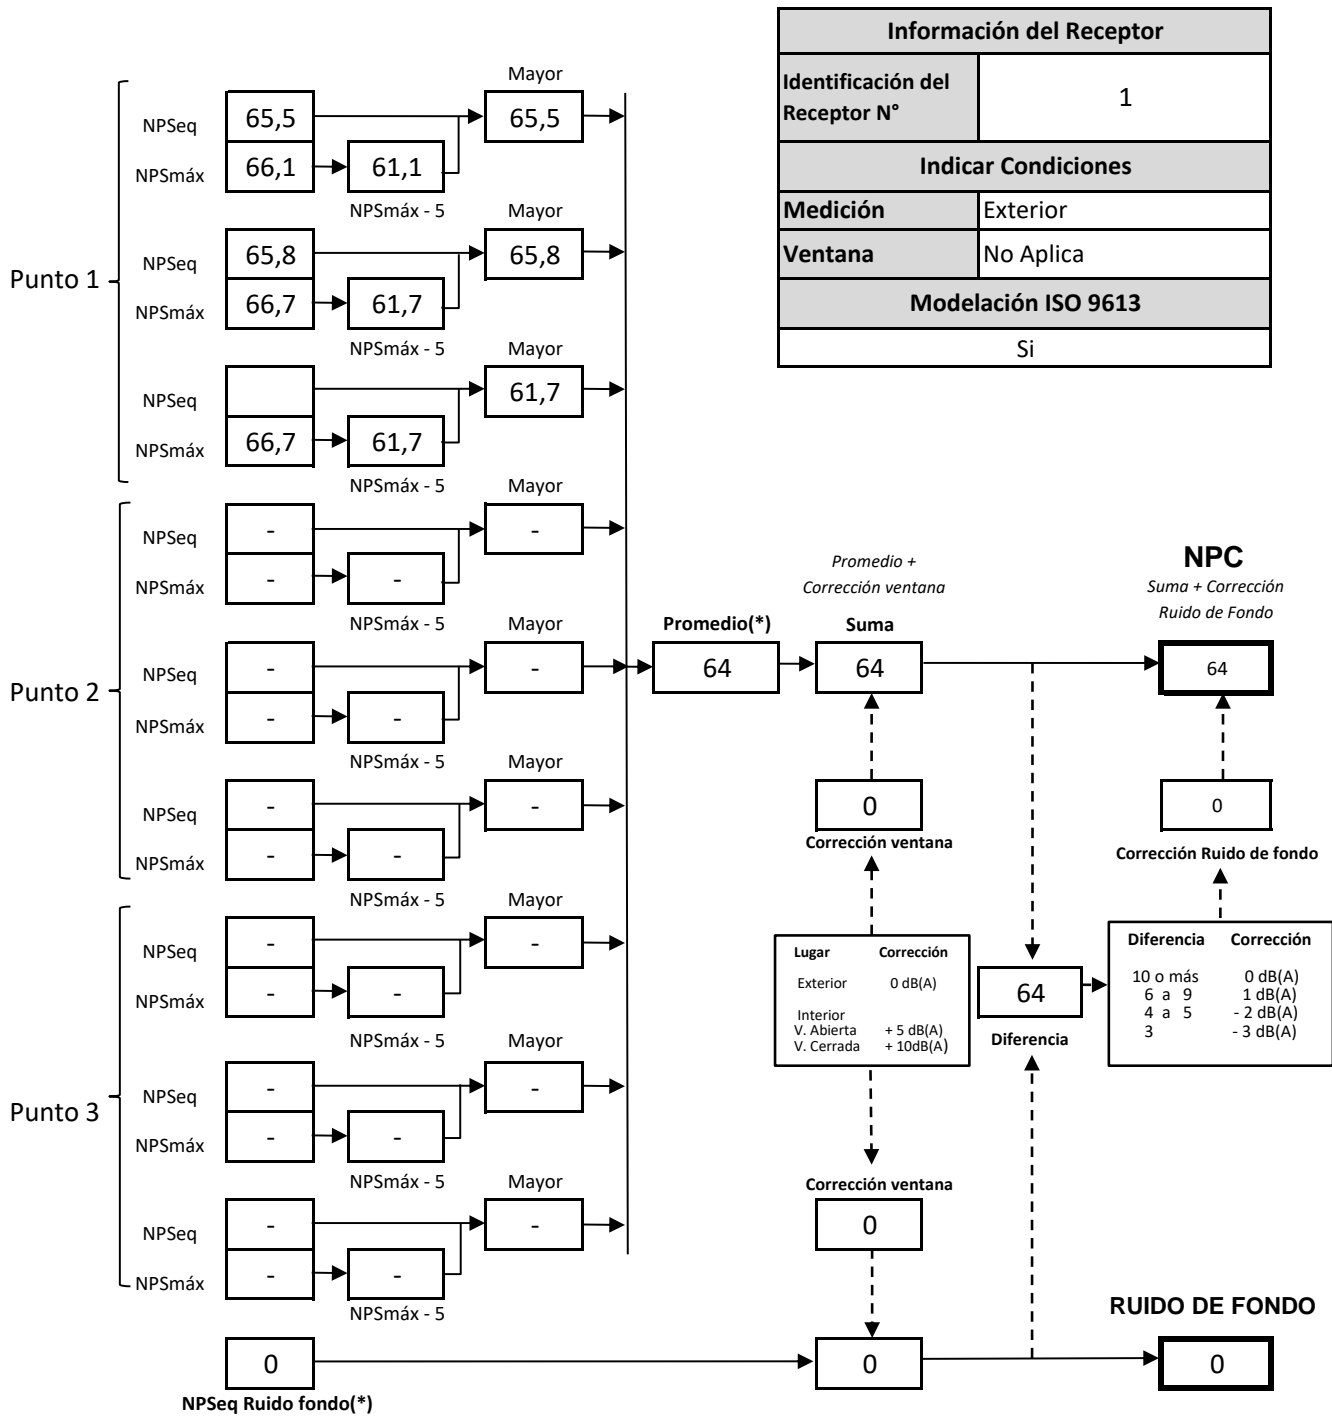 Información del Receptor
Identificación del
Receptor N°
1
Indicar Condiciones
Medición
Exterior
Ventana
No Aplica
Modelación ISO 9613
Si
Punto 1
NPSeq
65,5
Mayor
65,5
NPSmáx
66,1
61,1
NPSmáx - 5
NPSeq
65,8
Mayor
65,8
NPSmáx
66,7
61,7
NPSmáx - 5
NPSeq
Mayor
61,7
NPSmáx
66,7
61,7
NPSmáx - 5
Punto 2
NPSeq
-
Mayor
-
NPSmáx
-
-
NPSmáx - 5
NPSeq
-
Mayor
-
NPSmáx
-
-
NPSmáx - 5
NPSeq
-
Mayor
-
NPSmáx
-
-
NPSmáx - 5
Punto 3
NPSeq
-
Mayor
-
NPSmáx
-
-
NPSmáx - 5
NPSeq
-
Mayor
-
NPSmáx
-
-
NPSmáx - 5
NPSeq
-
Mayor
-
NPSmáx
-
-
NPSmáx - 5
Promedio(*)
64
Promedio +
Corrección ventana
Suma
64
NPC
Suma + Corrección
Ruido de Fondo
64
0
Corrección ventana
0
Corrección Ruido de fondo
Lugar Corrección
Exterior 0 dB(A)
Interior
V. Abierta + 5 dB(A)
V. Cerrada + 10dB(A)
64
Diferencia
Diferencia Corrección
10 o más 0 dB(A)
6 a 9 1 dB(A)
4 a 5 - 2 dB(A)
3 - 3 dB(A)
Corrección ventana
0
RUIDO DE FONDO
0
0
0
NPSeq Ruido fondo(*)